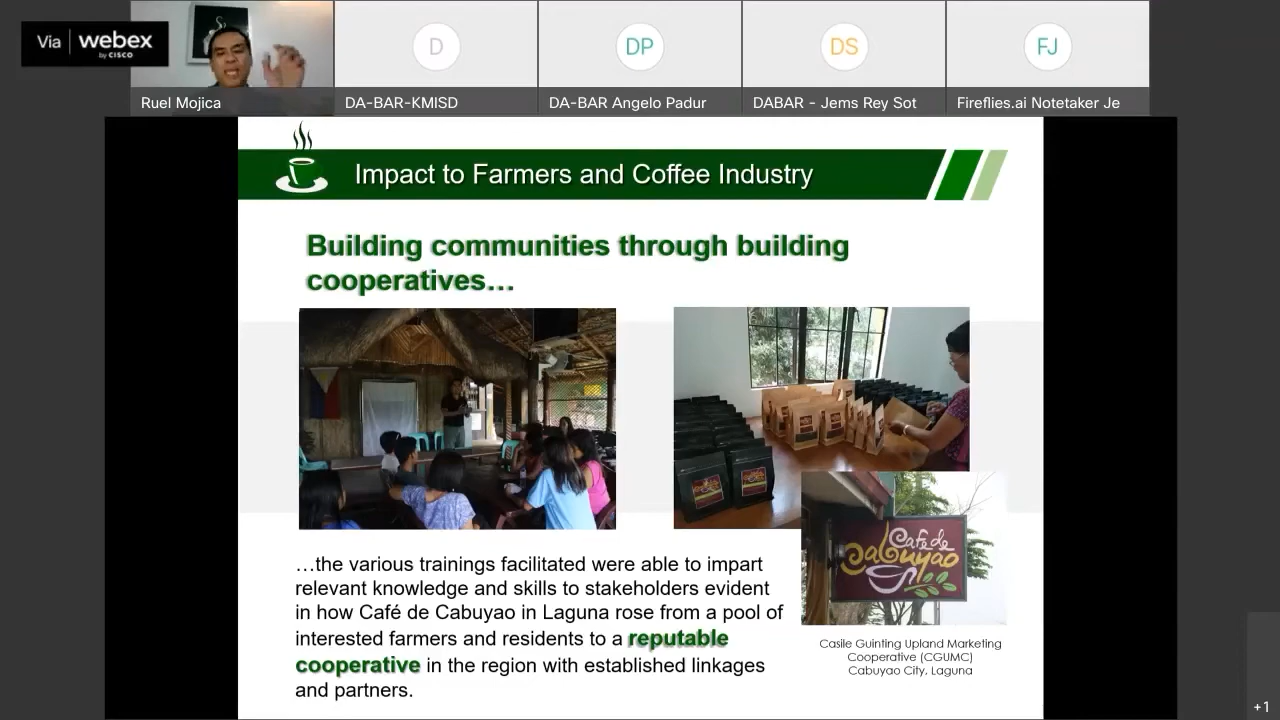 Via webex
by CISCO
D
DP
DS
FJ
Ruel Mojica
DA-BAR-KMISD
DA-BAR Angelo Padur
DABAR - Jems Rey Sot
Fireflies.ai Notetaker Je
Impact to Farmers and Coffee Industry
Building communities through building
cooperatives…
Café de
Cabuyao
…the various trainings facilitated were able to impart
relevant knowledge and skills to stakeholders evident
in how Café de Cabuyao in Laguna rose from a pool of
interested farmers and residents to a reputable
cooperative in the region with established linkages
and partners.
Casile Guinting Upland Marketing
Cooperative (CGUMC)
Cabuyao City, Laguna
+1